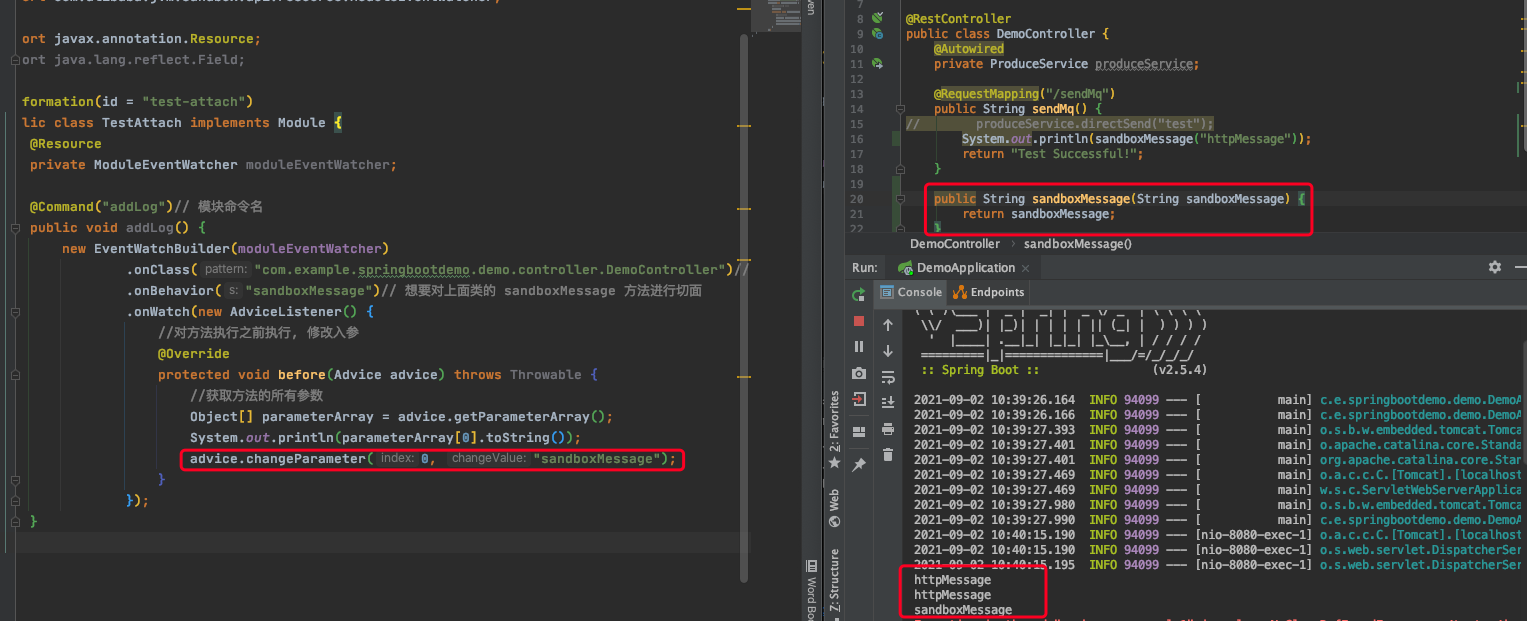 ort javax.annotation.Resource;
ort java.lang.reflect.Field;
formation(id = "test-attach")
lic class TestAttach implements Module {
@Resource
private ModuleEventWatcher moduleEventWatcher;
@Command("addLog")// 模块命令名
public void addLog() {
new EventWatchBuilder(moduleEventWatcher)
.onClass( pattern: "com.example.springbootdemo.demo.controller.DemoController")//
.onBehavior( s: "sandboxMessage")// 想要对上面类的 sandboxMessage 方法进行切面
.onWatch(new AdviceListener() {
//对方法执行之前执行, 修改入参
@Override
protected void before(Advice advice) throws Throwable {
//获取方法的所有参数
Object[] parameterArray = advice.getParameterArray();
System.out.println(parameterArray[0].toString());
advice.changeParameter( index: 0, changeValue: "sandboxMessage");
}
});
}
Word Bo
7
8 @RestController
9 public class DemoController {
10 @Autowired
11 private ProduceService produceService;
12
13 @RequestMapping("/sendMq")
14 public String sendMq() {
15 // produceService.directSend("test");
16 System.out.println(sandboxMessage("httpMessage"));
17 return "Test Successful!";
18 }
19
20 public String sandboxMessage(String sandboxMessage) {
21 return sandboxMessage;
22 }
DemoController › sandboxMessage()
Run: DemoApplication ×
Console Endpoints
2: Favorites
Web
Z: Structure
:: Spring Boot :: (v2.5.4)
2021-09-02 10:39:26.164 INFO 94099 --- [ main] c.e.springbootdemo.demo.DemoA
2021-09-02 10:39:26.166 INFO 94099 --- [ main] c.e.springbootdemo.demo.DemoA
2021-09-02 10:39:27.393 INFO 94099 --- [ main] o.s.b.w.embedded.tomcat.Tomca
2021-09-02 10:39:27.401 INFO 94099 --- [ main] o.apache.catalina.core.Standa
2021-09-02 10:39:27.401 INFO 94099 --- [ main] org.apache.catalina.core.Star
2021-09-02 10:39:27.469 INFO 94099 --- [ main] o.a.c.c.C.[Tomcat].[localhost
2021-09-02 10:39:27.469 INFO 94099 --- [ main] w.s.c.ServletWebServerApplica
2021-09-02 10:39:27.980 INFO 94099 --- [ main] o.s.b.w.embedded.tomcat.Tomca
2021-09-02 10:39:27.990 INFO 94099 --- [ main] c.e.springbootdemo.demo.DemoA
2021-09-02 10:40:15.190 INFO 94099 --- [nio-8080-exec-1] o.a.c.c.C.[Tomcat].[localhost
2021-09-02 10:40:15.190 INFO 94099 --- [nio-8080-exec-1] o.s.web.servlet.DispatcherSer
2021-09-02 10:40:15.195 INFO 94099 --- [nio-8080-exec-1] o.s.web.servlet.DispatcherSer
httpMessage
httpMessage
sandboxMessage